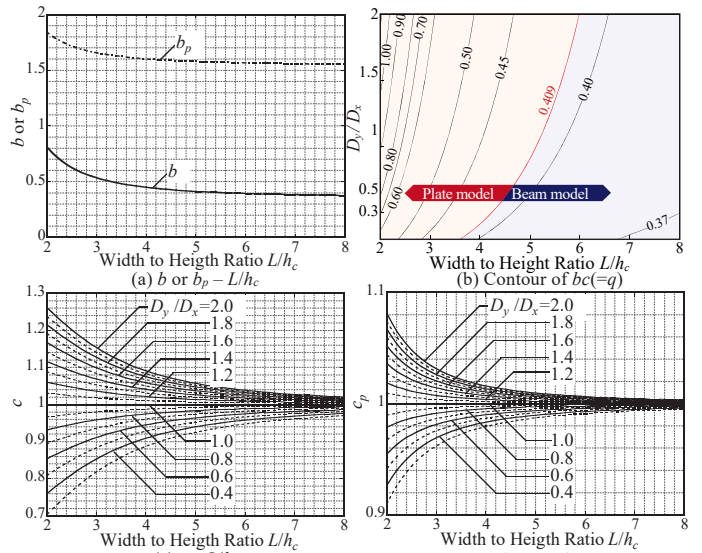 2
1.5
1
0.5
0
b or b_p
b_p
b
2 3 4 5 6 7 8
Width to Heigth Ratio L/h_c
(a) b or b_p – L/h_c
2
1.5
1
0.5
0.3
D_y/D_x
1.00
0.90
0.80
0.70
0.60
0.50
0.45
0.409
0.40
0.37
Plate model
Beam model
2 3 4 5 6 7 8
Width to Height Ratio L/h_c
(b) Contour of bc(=q)
1.3
1.2
1.1
1
0.9
0.8
0.7
c
D_y/D_x=2.0
1.8
1.6
1.4
1.2
1.0
0.8
0.6
0.4
2 3 4 5 6 7 8
Width to Heigth Ratio L/h_c
1.1
1
0.9
c_p
D_y/D_x=2.0
1.8
1.6
1.4
1.2
1.0
0.8
0.6
0.4
2 3 4 5 6 7 8
Width to Heigth Ratio L/h_c